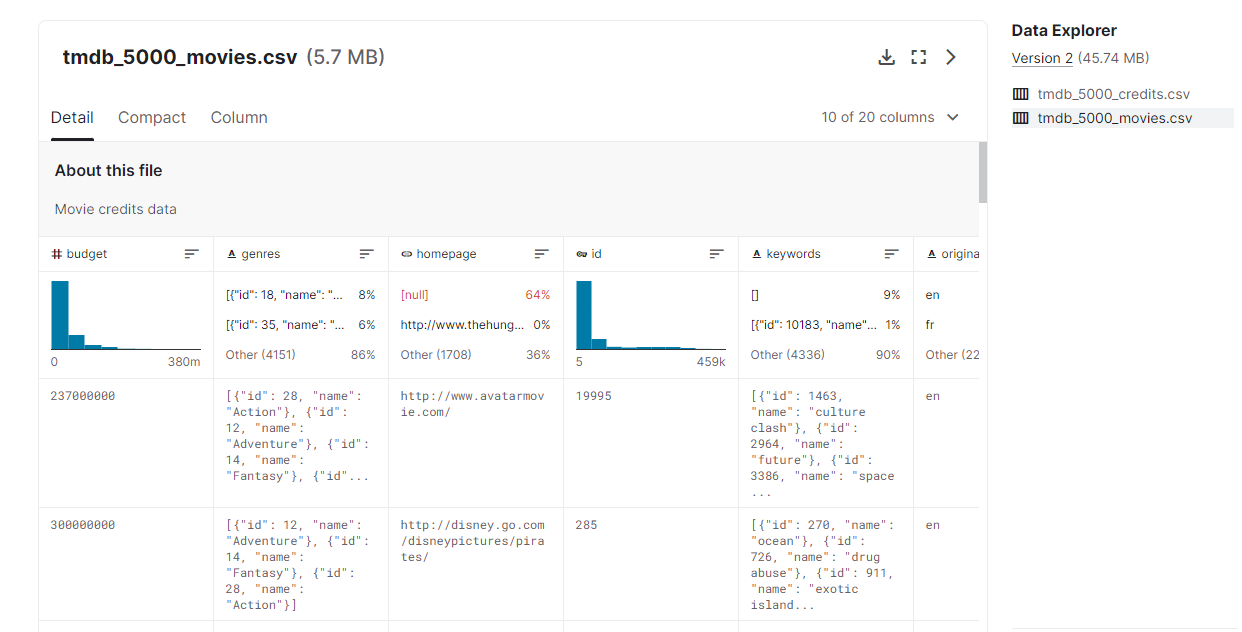 tmdb_5000_movies.csv (5.7 MB)
Detail Compact Column 10 of 20 columns
About this file
Movie credits data
budget genres homepage id keywords origina
[{"id": 18, "name": "... 8% [null] 64% [] 9% en
[{"id": 35, "name": "... 6% http://www.thehung... 0% [{"id": 10183, "name"... 1% fr
Other (4151) 86% Other (1708) 36% Other (4336) 90% Other (22
0 380m 5 459k
237000000 [{"id": 28, "name": http://www.avatarmov 19995 [{"id": 1463, en
"Action"}, {"id": ie.com/ "name": "culture
12, "name": clash"}, {"id":
"Adventure"}, {"id": 2964, "name":
14, "name": "future"}, {"id":
"Fantasy"}, {"id... 3386, "name": "space
...
300000000 [{"id": 12, "name": http://disney.go.com 285 [{"id": 270, "name": en
"Adventure"}, {"id": /disneypictures/pira "ocean"}, {"id":
14, "name": tes/ 726, "name": "drug
"Fantasy"}, {"id": abuse"}, {"id": 911,
28, "name": "name": "exotic
"Action"}] island...
Data Explorer
Version 2 (45.74 MB)
tmdb_5000_credits.csv
tmdb_5000_movies.csv